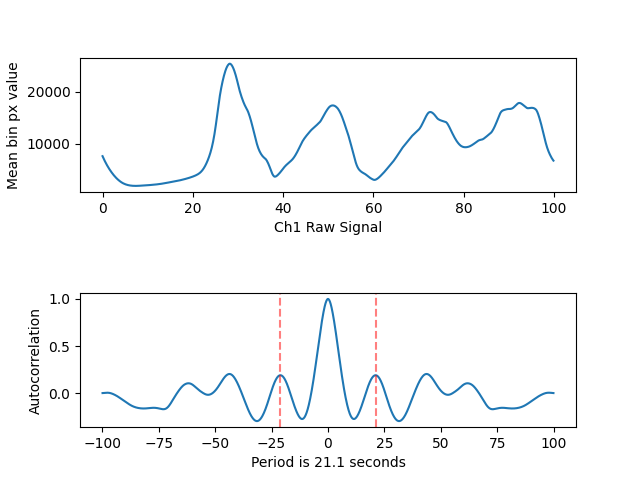 Mean bin px value
20000
10000
0 20 40 60 80 100
Ch1 Raw Signal
Autocorrelation
1.0
0.5
0.0
−100 −75 −50 −25 0 25 50 75 100
Period is 21.1 seconds